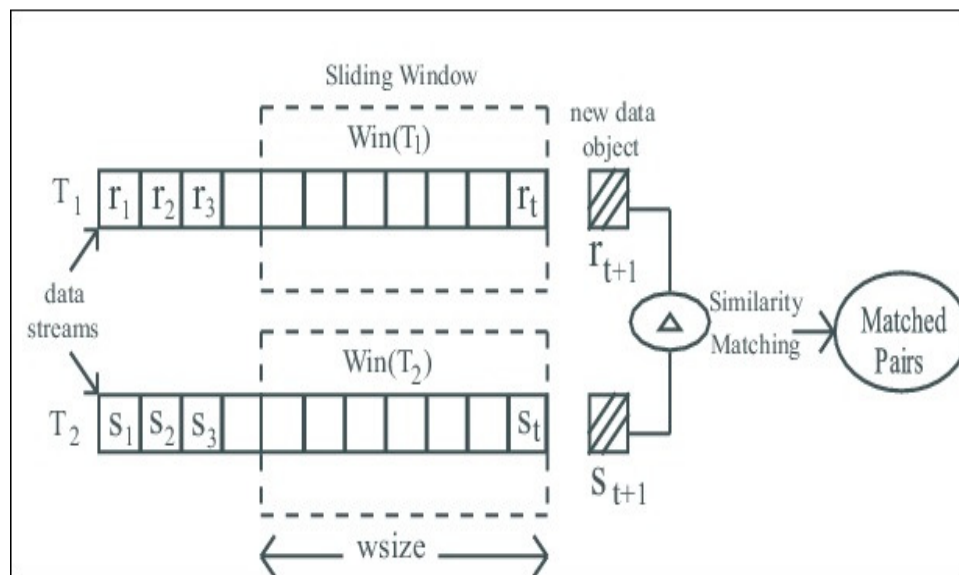 Sliding Window
Win(T₁)
new data
object
T₁
r₁ r₂ r₃ rₜ
rₜ₊₁
data
streams
Similarity
Matching
Matched
Pairs
Win(T₂)
T₂
s₁ s₂ s₃ sₜ
sₜ₊₁
wsize